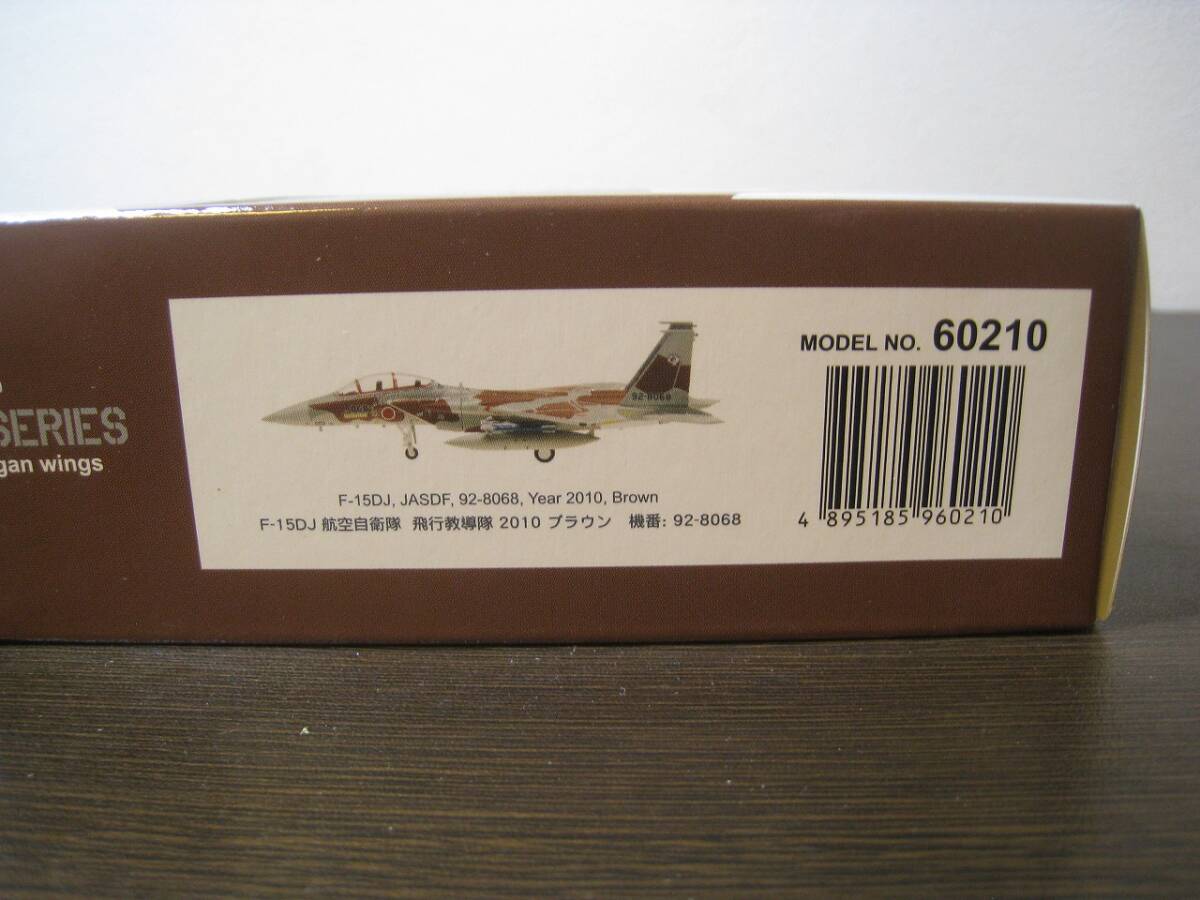 SERIES
gan wings
MODEL NO. 60210
92-8068
F-15DJ, JASDF, 92-8068, Year 2010, Brown
F-15DJ 航空自衛隊 飛行教導隊 2010 ブラウン 機番: 92-8068
4 895185 960210